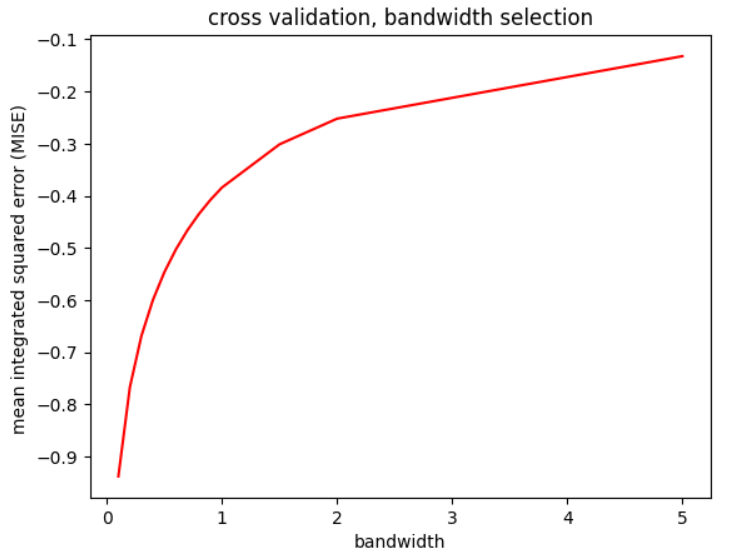 cross validation, bandwidth selection
mean integrated squared error (MISE)
−0.1
−0.2
−0.3
−0.4
−0.5
−0.6
−0.7
−0.8
−0.9
0 1 2 3 4 5
bandwidth